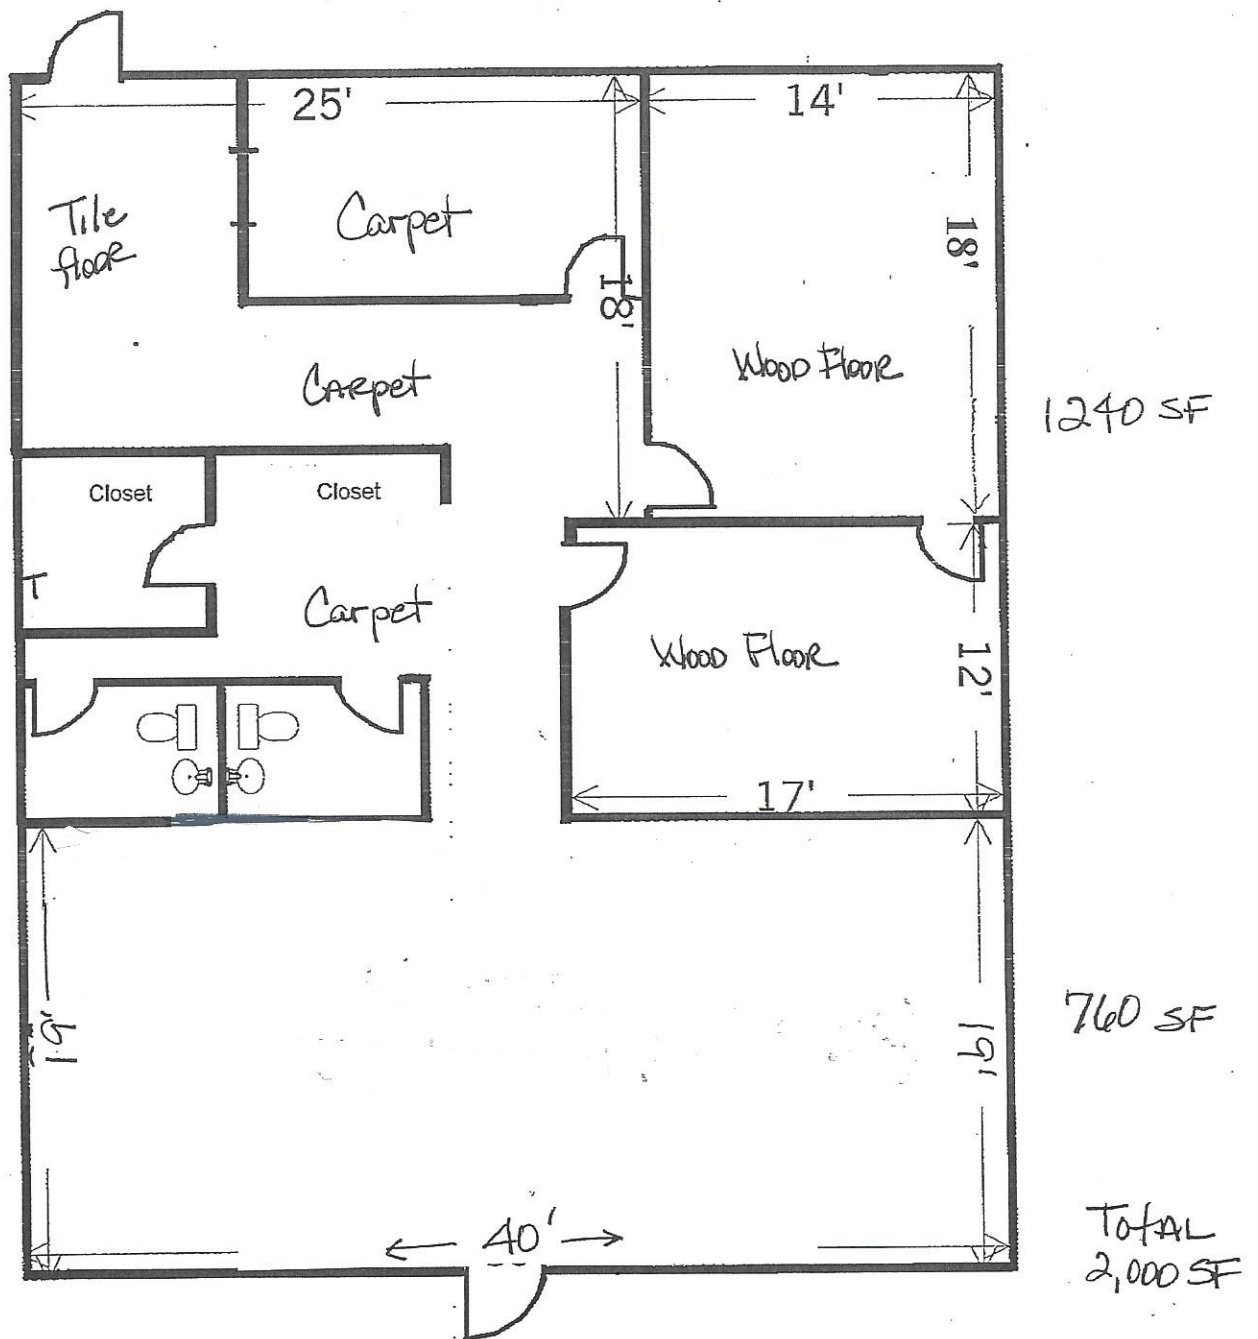 25'
14'
Tile
floor
Carpet
18'
18'
Carpet
Wood Floor
1240 SF
Closet
Closet
T
Carpet
Wood Floor
12'
17'
19'
19'
760 SF
40'
Total
2,000 SF